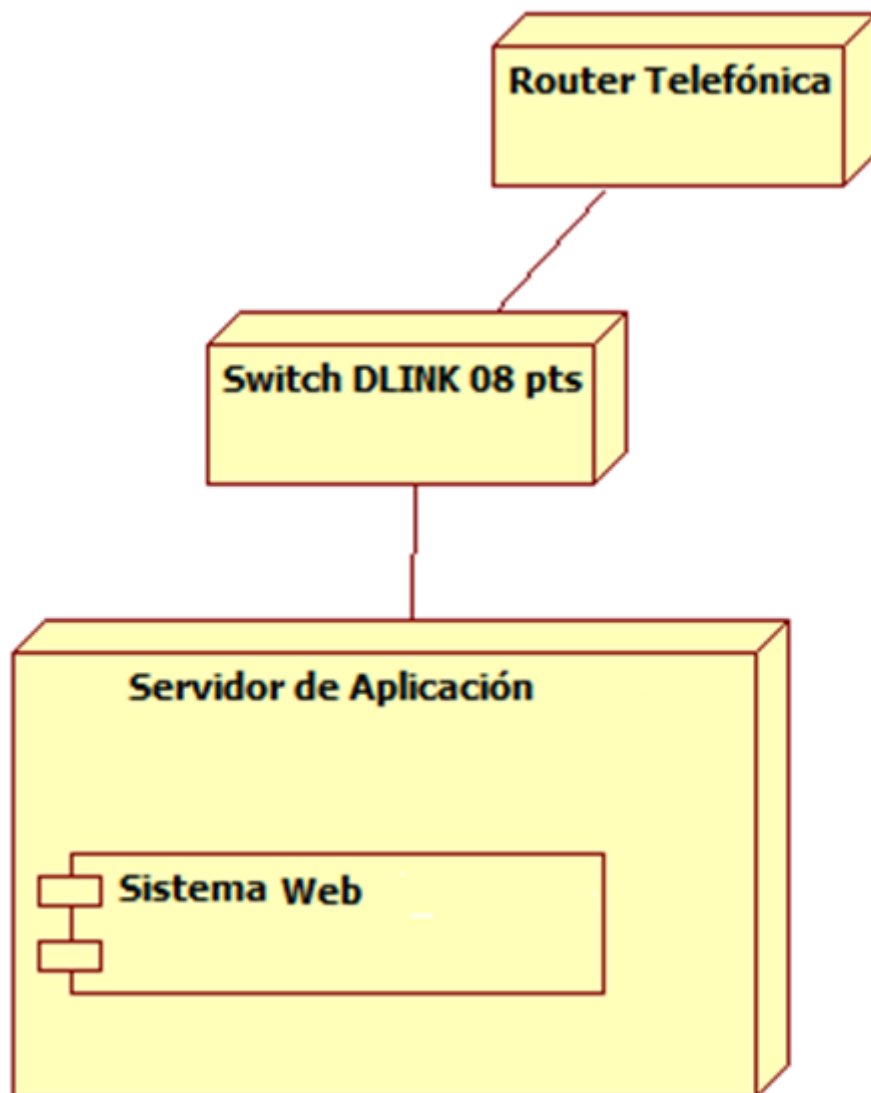 Router Telefónica
Switch DLINK 08 pts
Servidor de Aplicación
Sistema Web